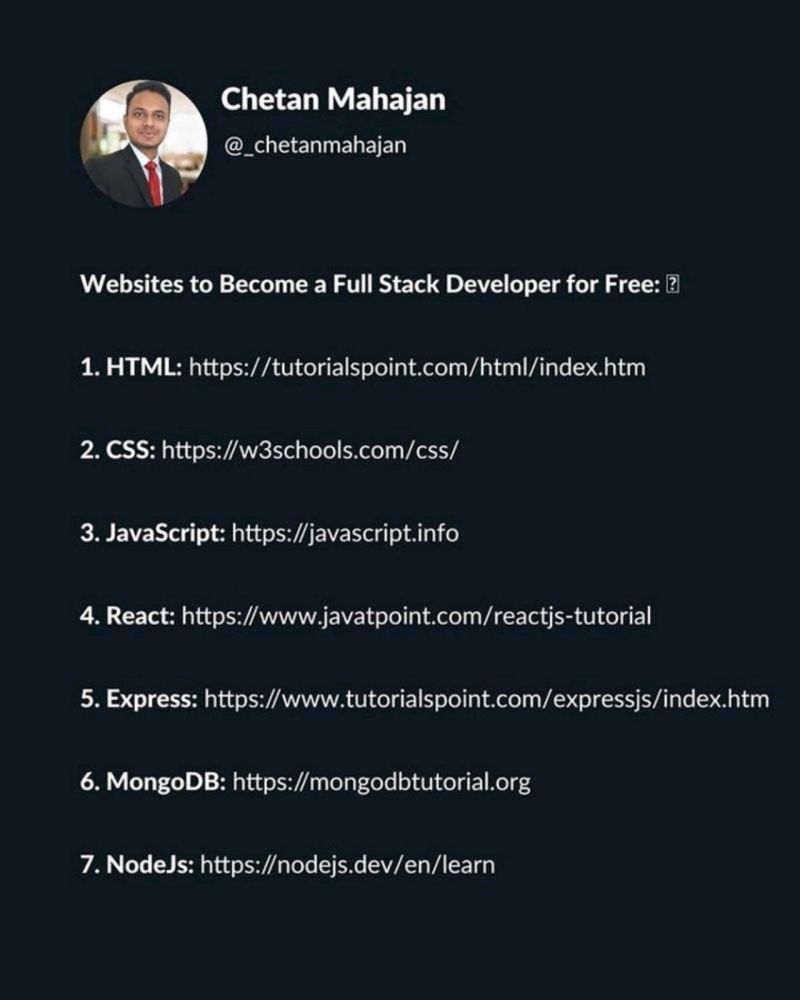 Chetan Mahajan
@_chetanmahajan
Websites to Become a Full Stack Developer for Free: ⍰
1. HTML: https://tutorialspoint.com/html/index.htm
2. CSS: https://w3schools.com/css/
3. JavaScript: https://javascript.info
4. React: https://www.javatpoint.com/reactjs-tutorial
5. Express: https://www.tutorialspoint.com/expressjs/index.htm
6. MongoDB: https://mongodbtutorial.org
7. NodeJs: https://nodejs.dev/en/learn